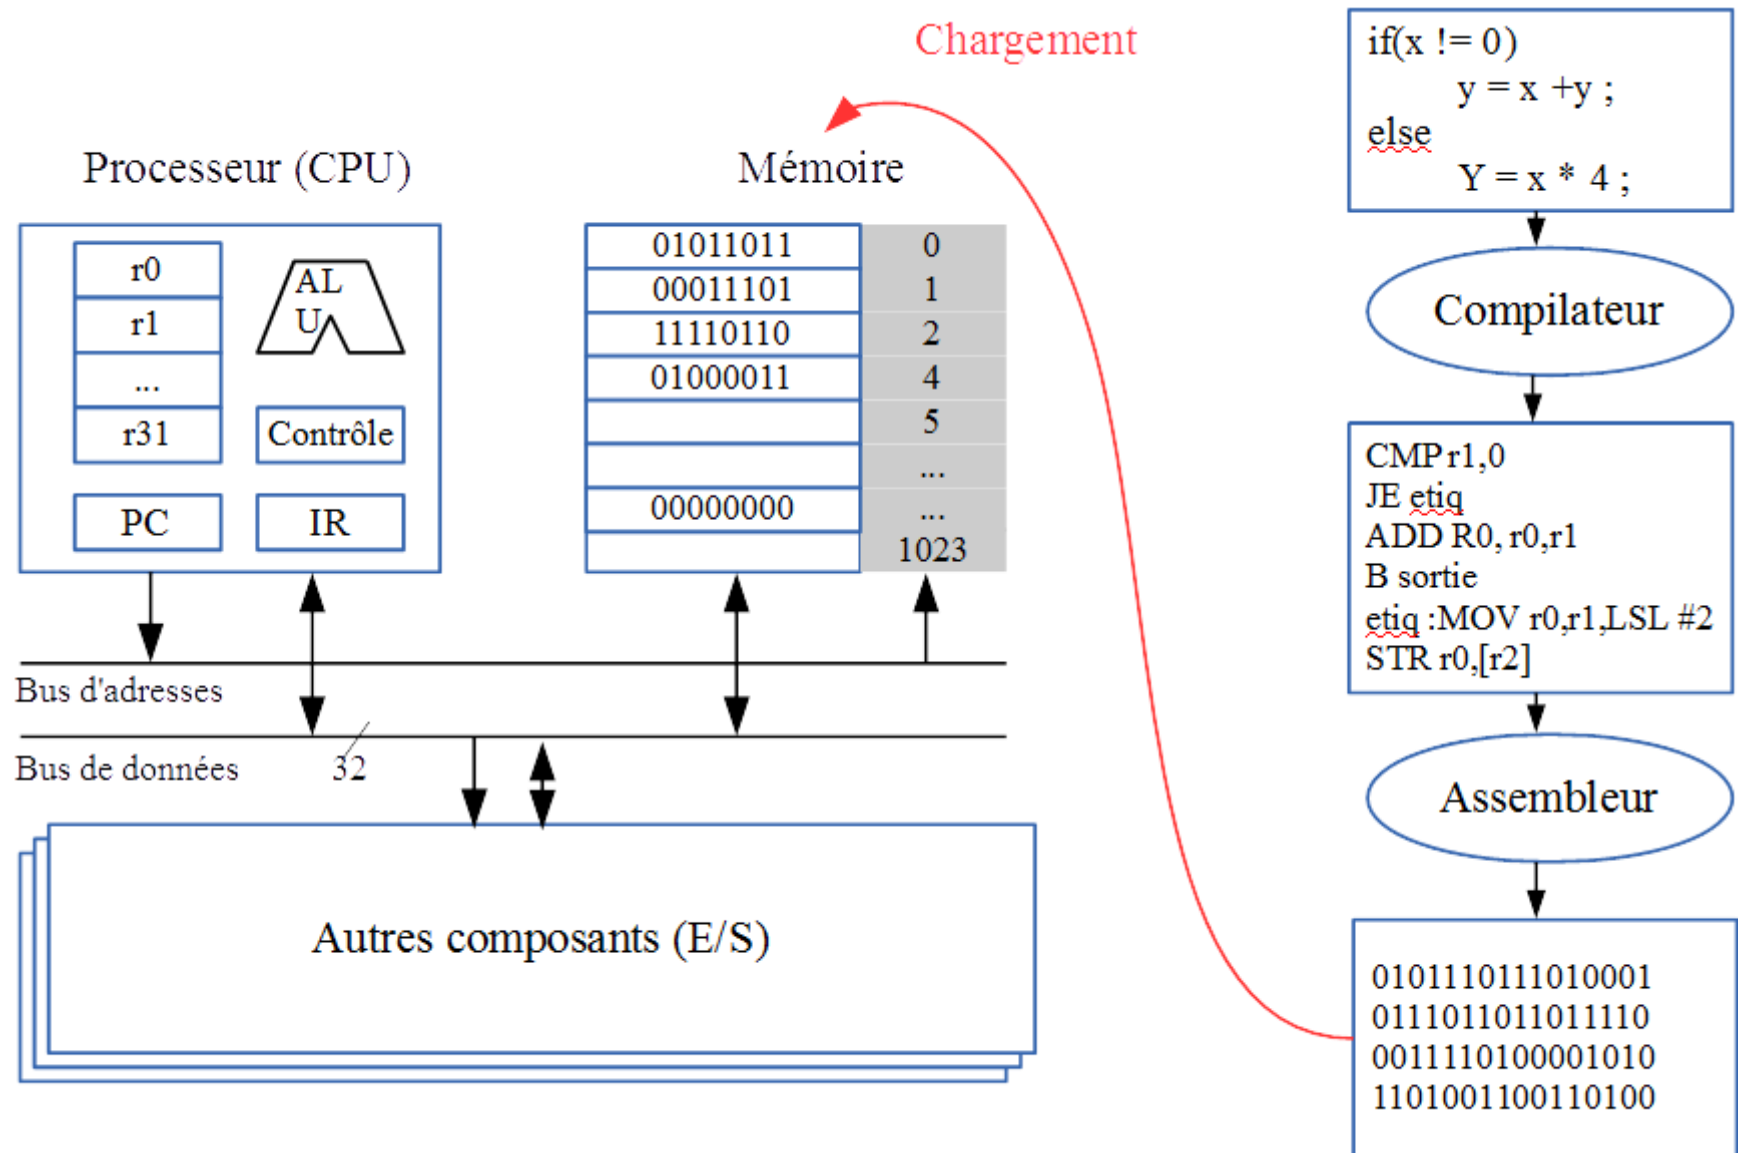 Chargement
Processeur (CPU)
r0
r1
...
r31
AL
U
Contrôle
PC
IR
Mémoire
01011011 0
00011101 1
11110110 2
01000011 4
5
...
00000000 ...
1023
Bus d'adresses
Bus de données 32
Autres composants (E/S)
if(x != 0)
y = x +y ;
else
Y = x * 4 ;
Compilateur
CMP r1,0
JE etiq
ADD R0, r0,r1
B sortie
etiq :MOV r0,r1,LSL #2
STR r0,[r2]
Assembleur
0101110111010001
0111011011011110
0011110100001010
1101001100110100